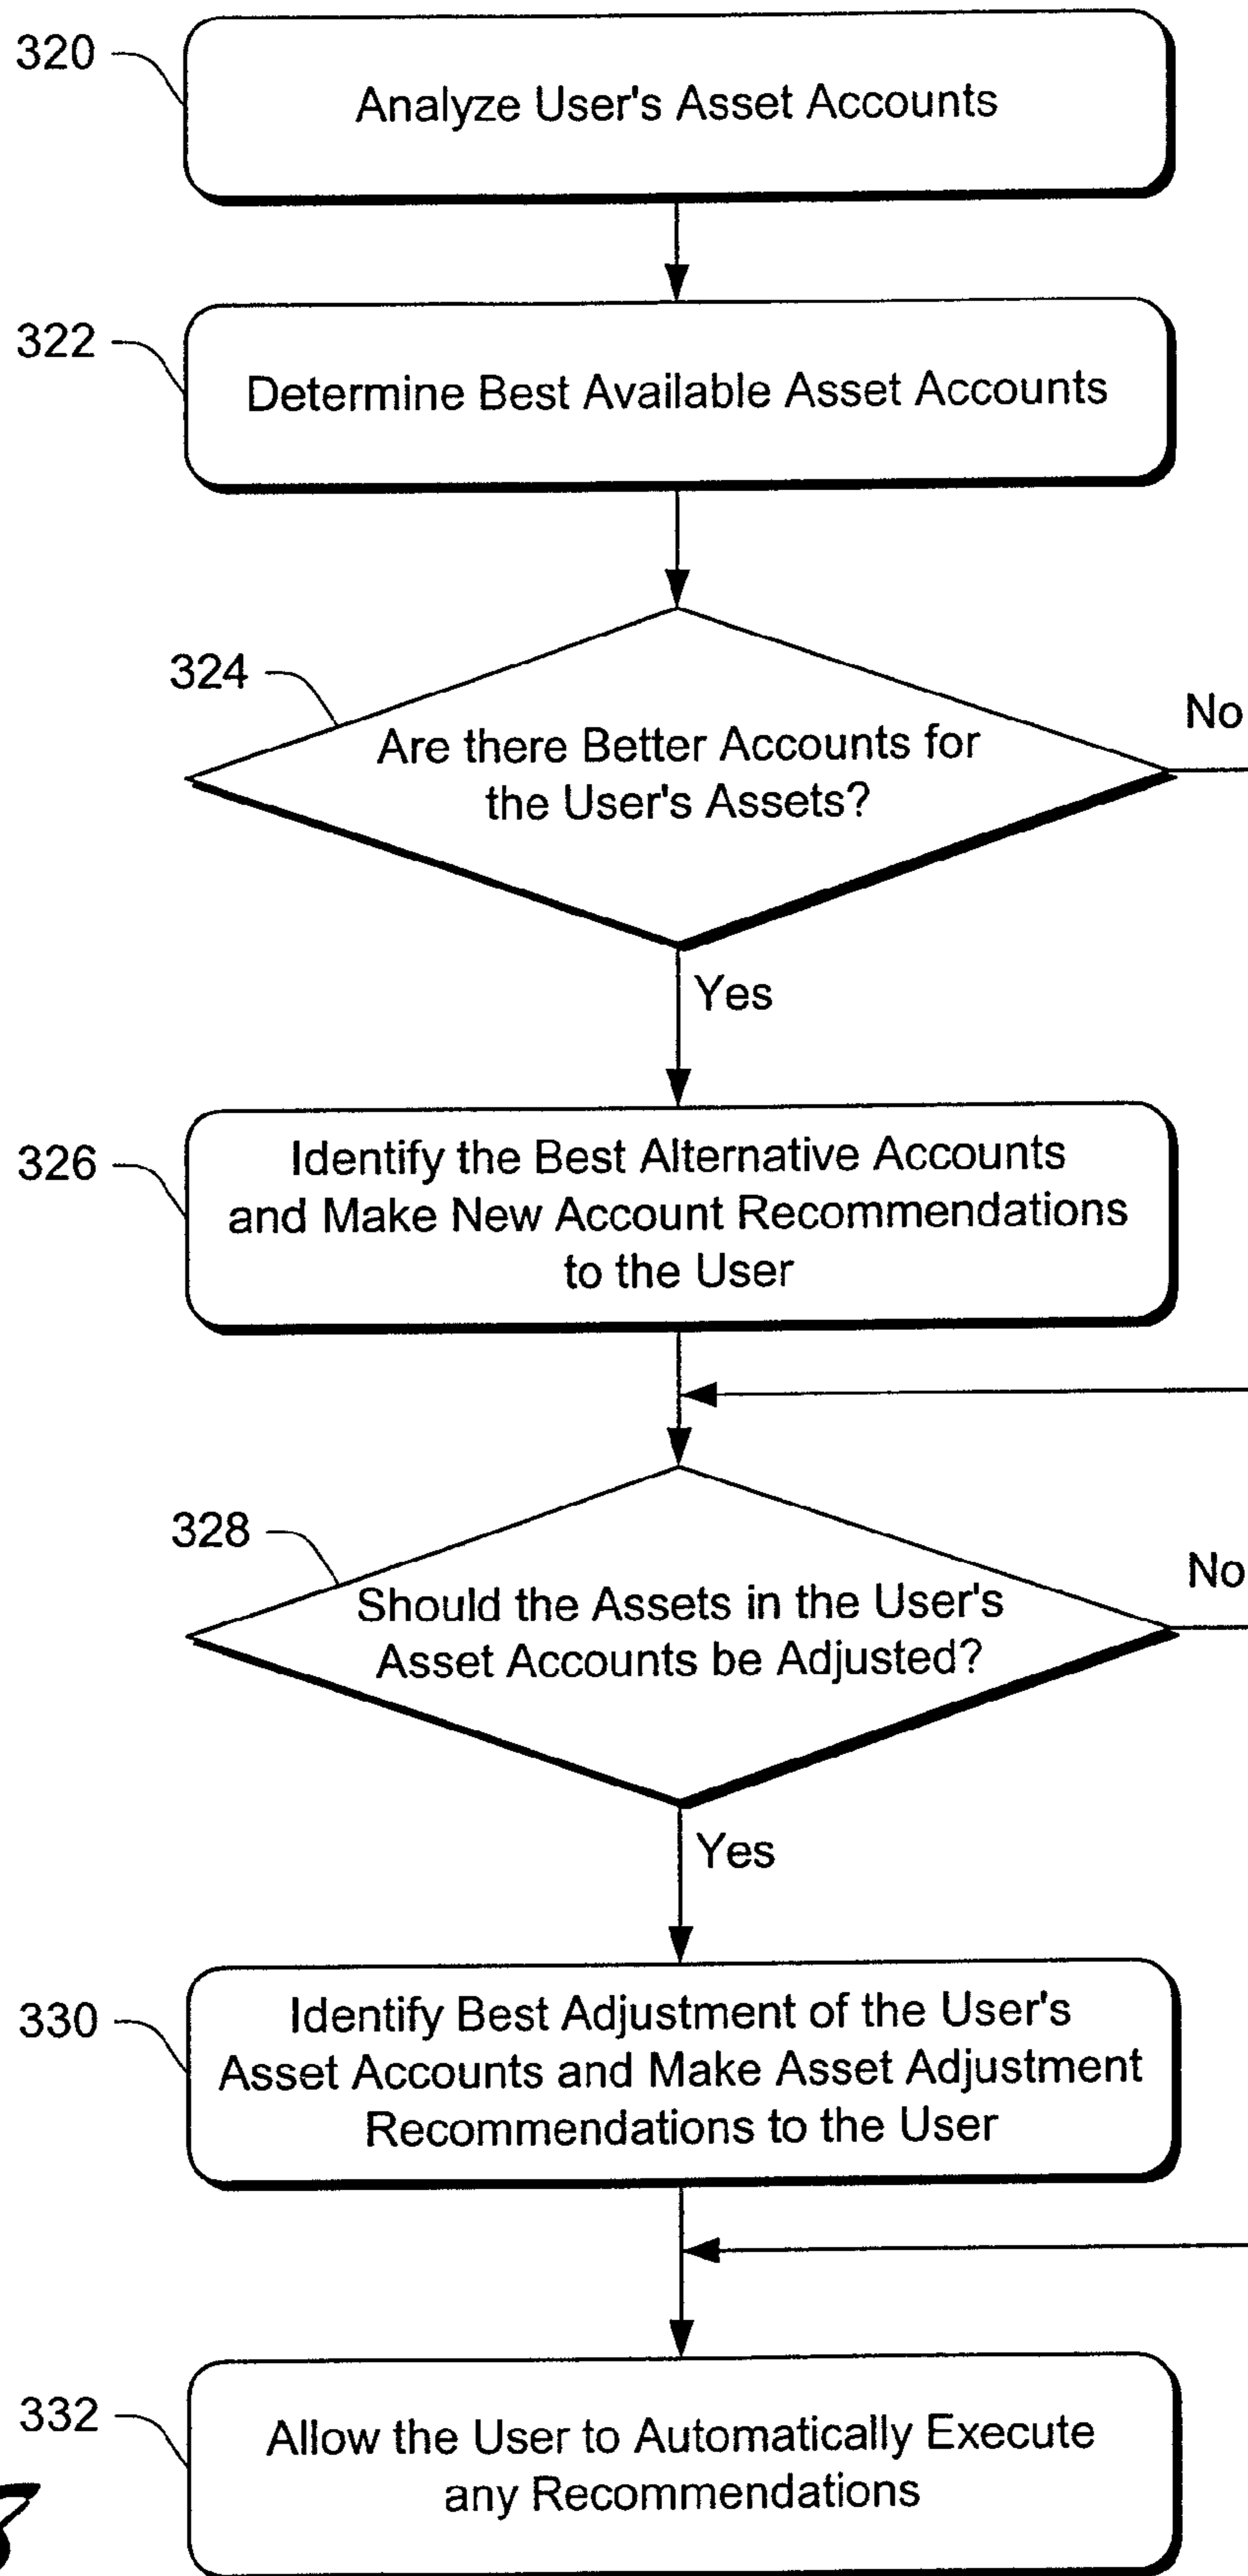 320
Analyze User's Asset Accounts
322
Determine Best Available Asset Accounts
324
No
Are there Better Accounts for
the User's Assets?
Yes
326
Identify the Best Alternative Accounts
and Make New Account Recommendations
to the User
328
No
Should the Assets in the User's
Asset Accounts be Adjusted?
Yes
330
Identify Best Adjustment of the User's
Asset Accounts and Make Asset Adjustment
Recommendations to the User
332
Allow the User to Automatically Execute
any Recommendations